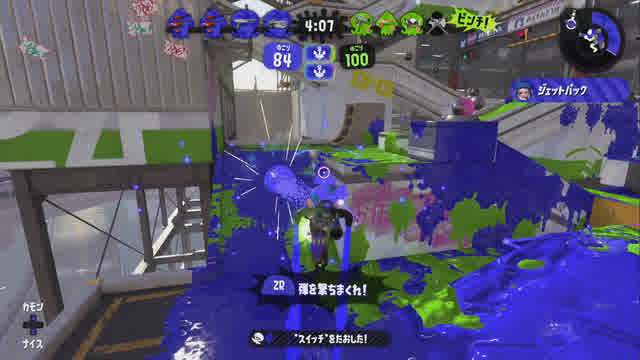 4:07
ピンチ!
のこり
84
のこり
100
ジェットパック
24
ZR 弾を撃ちまくれ!
カモン
ナイス
"スイッチ"をたおした!